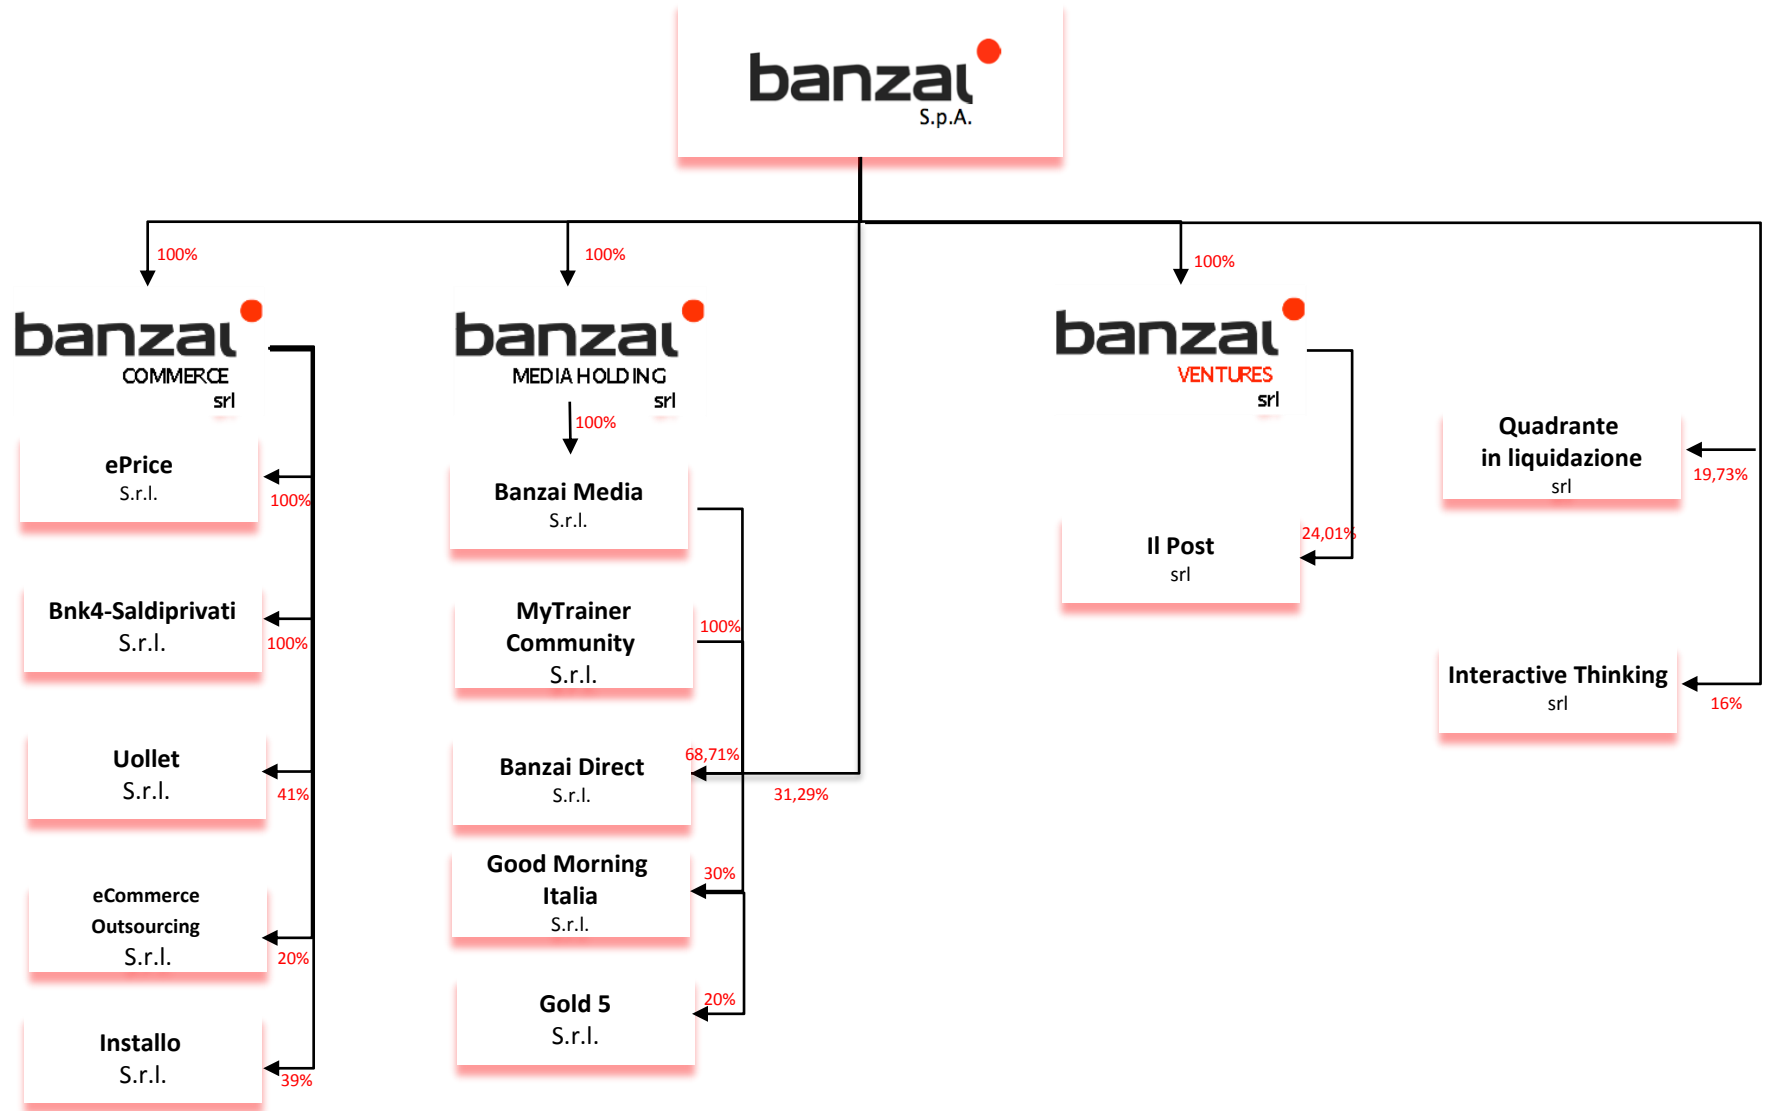 banzai
S.p.A.
100%
100%
100%
banzai
COMMERCE
srl
banzai
MEDIA HOLDING
srl
banzai
VENTURES
srl
100%
ePrice
S.r.l.
100%
Banzai Media
S.r.l.
Quadrante
in liquidazione
srl
19,73%
Il Post
srl
24,01%
Bnk4-Saldiprivati
S.r.l.
100%
MyTrainer
Community
S.r.l.
100%
Interactive Thinking
srl
16%
Uollet
S.r.l.
41%
Banzai Direct
S.r.l.
68,71%
31,29%
eCommerce
Outsourcing
S.r.l.
20%
Good Morning
Italia
S.r.l.
30%
Gold 5
S.r.l.
20%
Installo
S.r.l.
39%